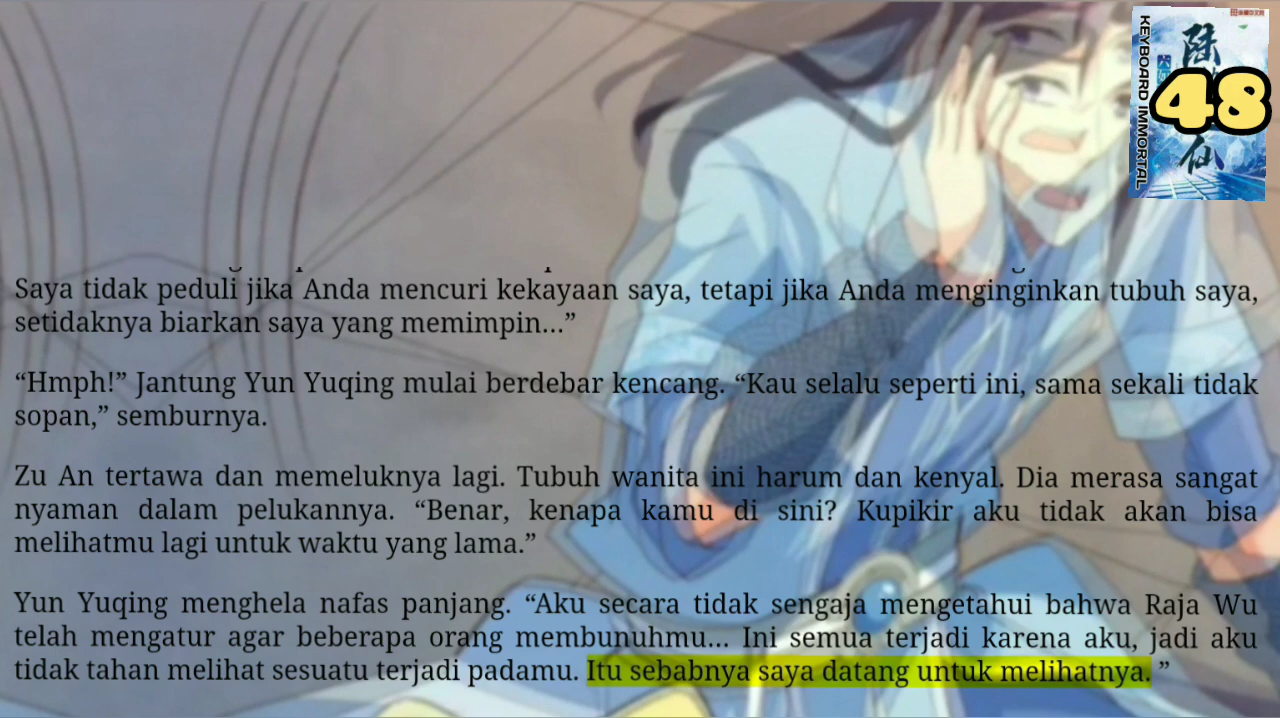 Saya tidak peduli jika Anda mencuri kekayaan saya, tetapi jika Anda menginginkan tubuh saya,
setidaknya biarkan saya yang memimpin...”
“Hmph!” Jantung Yun Yuqing mulai berdebar kencang. “Kau selalu seperti ini, sama sekali tidak
sopan,” semburnya.
Zu An tertawa dan memeluknya lagi. Tubuh wanita ini harum dan kenyal. Dia merasa sangat
nyaman dalam pelukannya. “Benar, kenapa kamu di sini? Kupikir aku tidak akan bisa
melihatmu lagi untuk waktu yang lama.”
Yun Yuqing menghela nafas panjang. “Aku secara tidak sengaja mengetahui bahwa Raja Wu
telah mengatur agar beberapa orang membunuhmu... Ini semua terjadi karena aku, jadi aku
tidak tahan melihat sesuatu terjadi padamu. Itu sebabnya saya datang untuk melihatnya. ”
KEYBOARD IMMORTAL
陆
仙
48